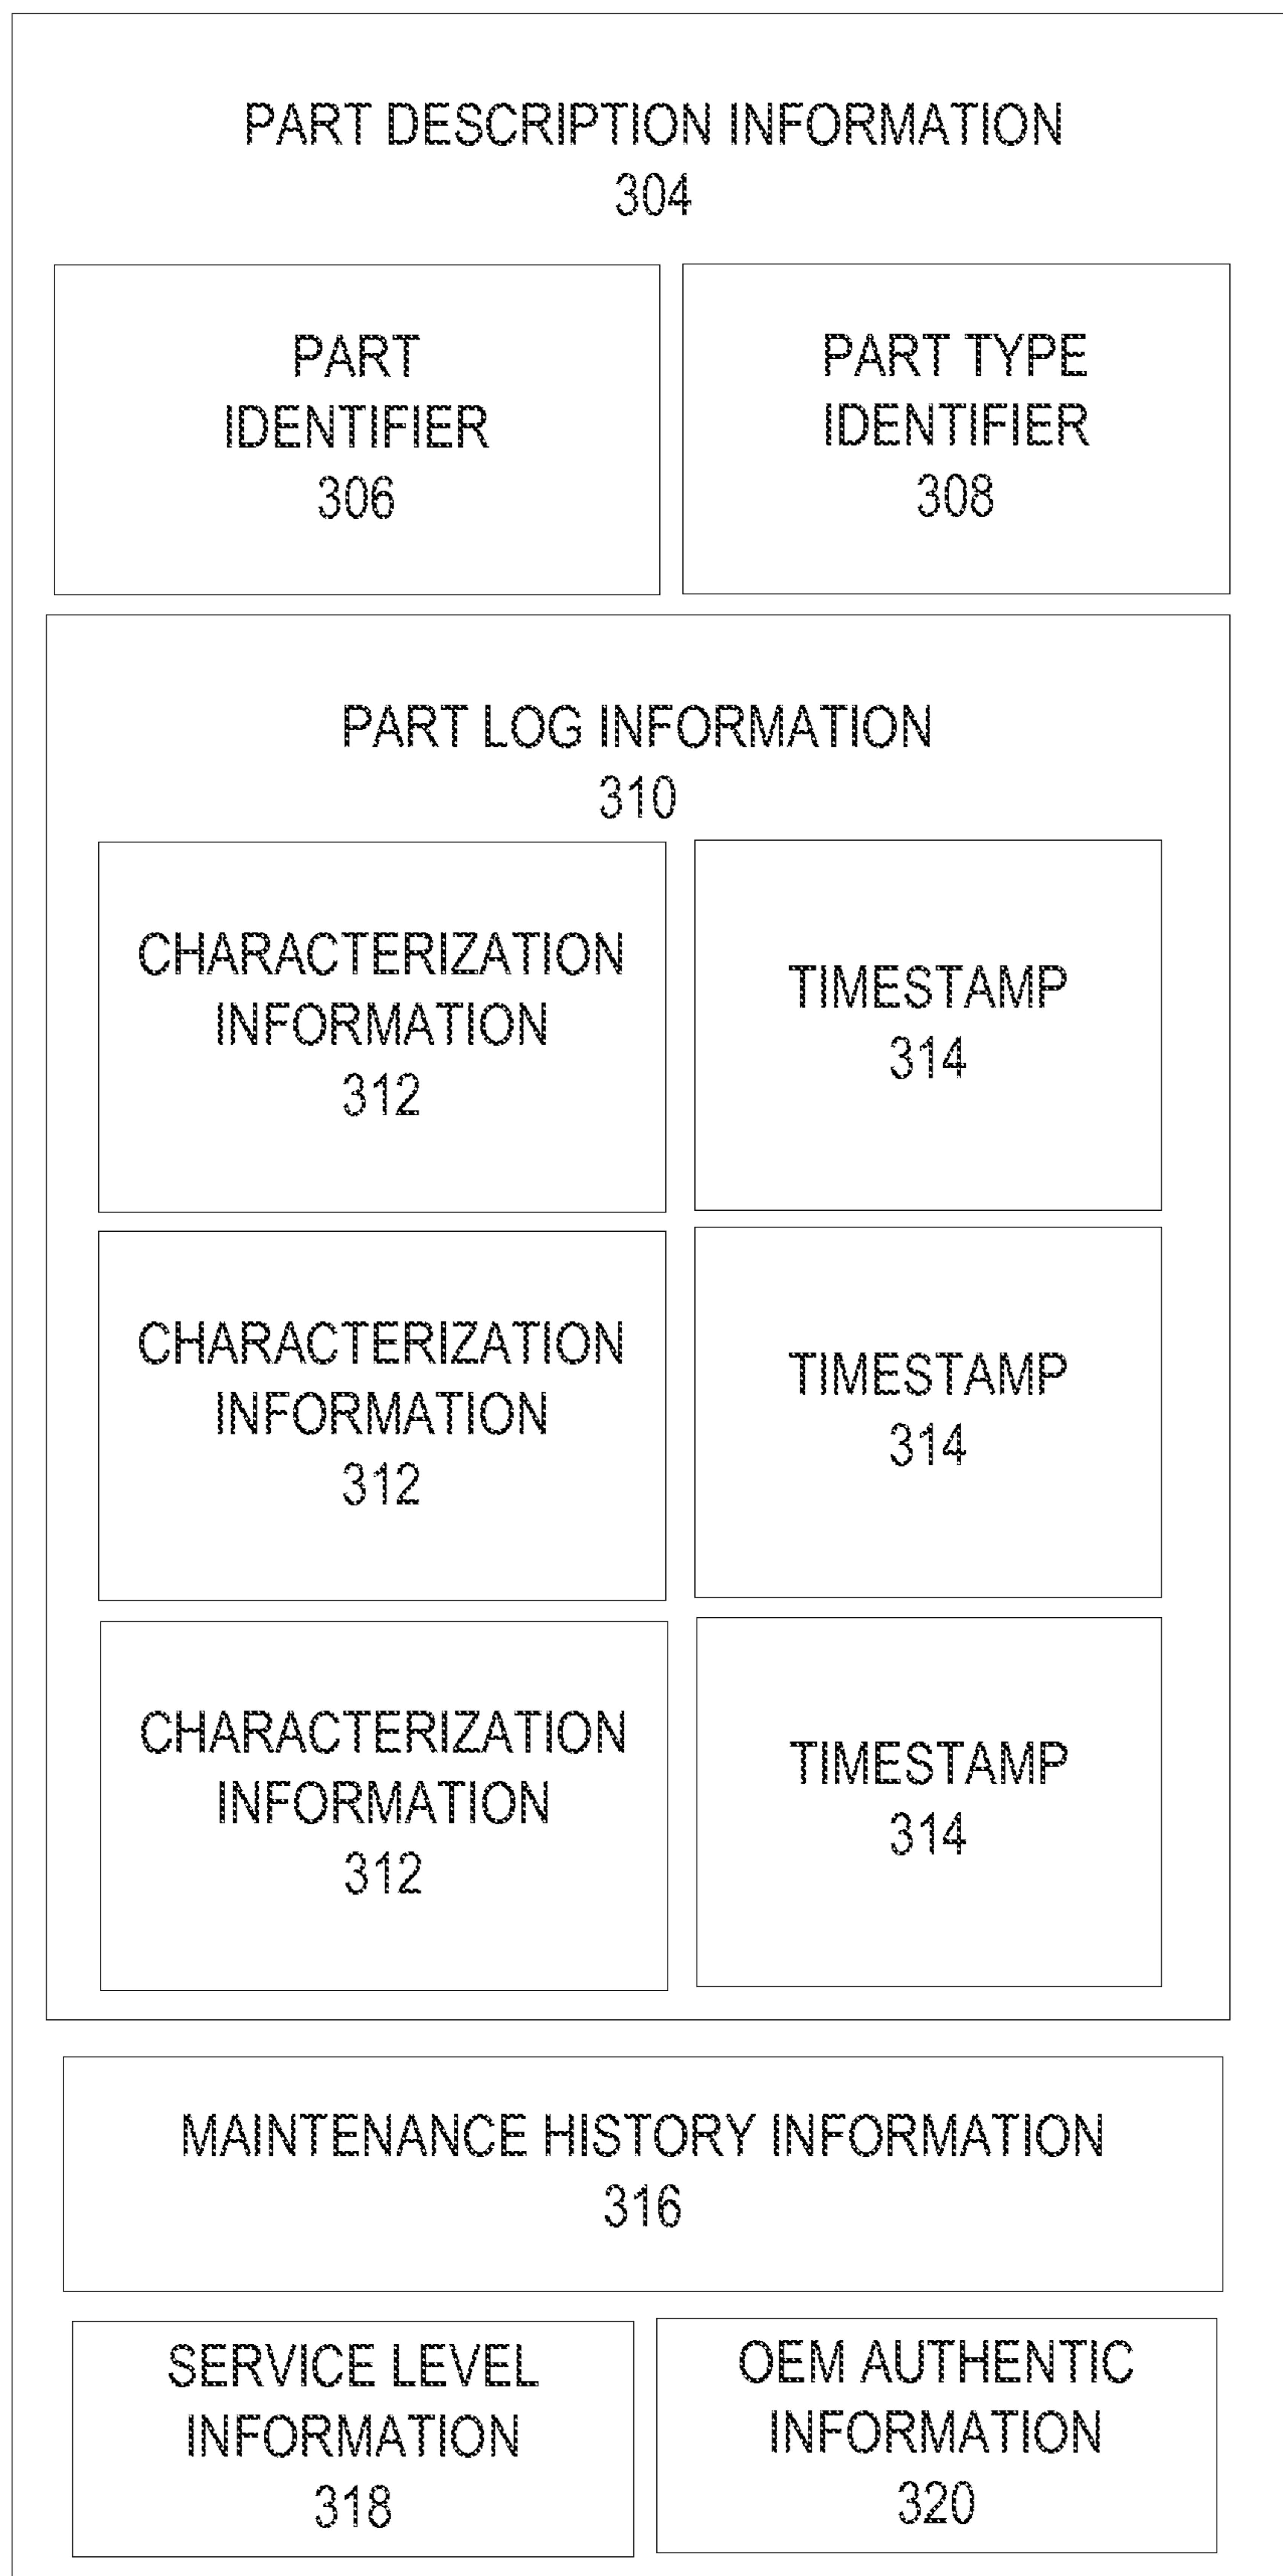 PART DESCRIPTION INFORMATION
304
PART
IDENTIFIER
306
PART TYPE
IDENTIFIER
308
PART LOG INFORMATION
310
CHARACTERIZATION
INFORMATION
312
TIMESTAMP
314
CHARACTERIZATION
INFORMATION
312
TIMESTAMP
314
CHARACTERIZATION
INFORMATION
312
TIMESTAMP
314
MAINTENANCE HISTORY INFORMATION
316
SERVICE LEVEL
INFORMATION
318
OEM AUTHENTIC
INFORMATION
320